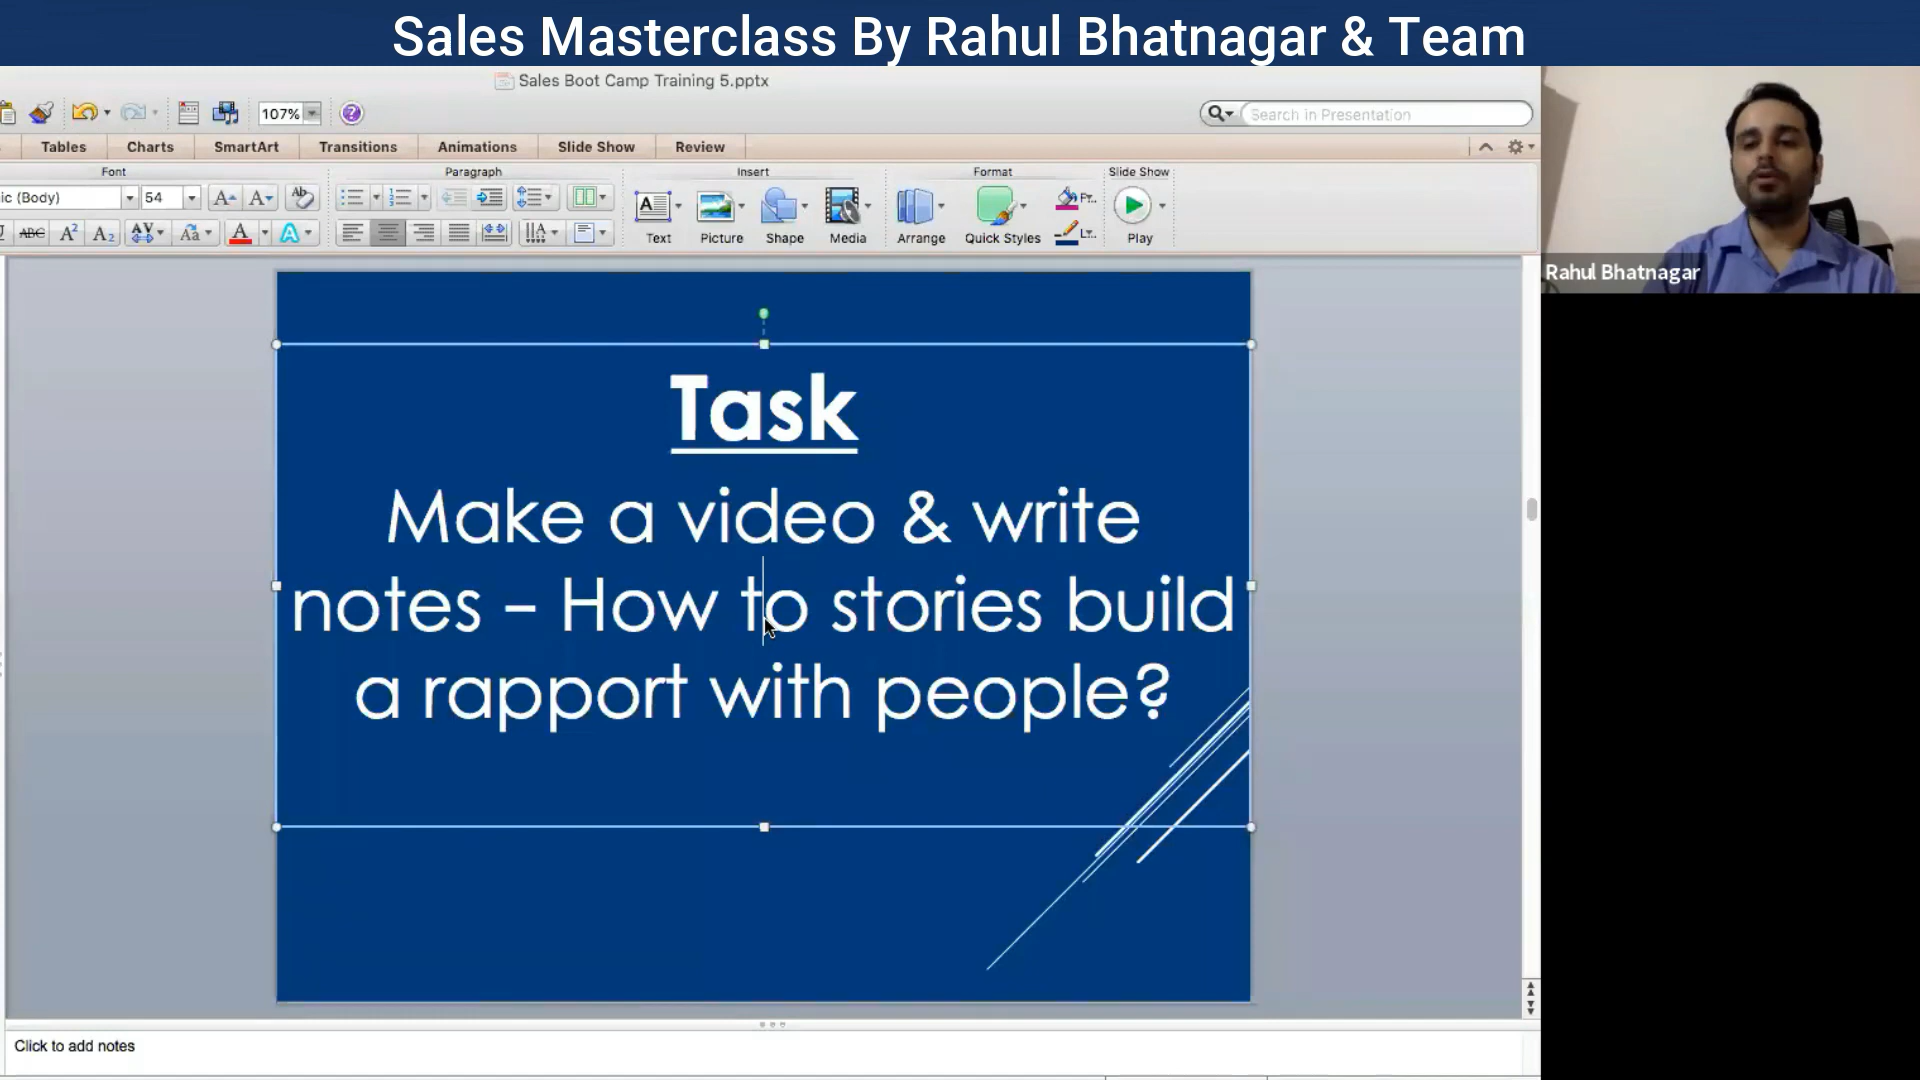 Sales Masterclass By Rahul Bhatnagar & Team
Sales Boot Camp Training 5.pptx
107%
Search in Presentation
Tables Charts SmartArt Transitions Animations Slide Show Review
Font Paragraph Insert Format Slide Show
ic (Body) 54
Text Picture Shape Media Arrange Quick Styles Play
Rahul Bhatnagar
Task
Make a video & write
notes – How to stories build
a rapport with people?
Click to add notes